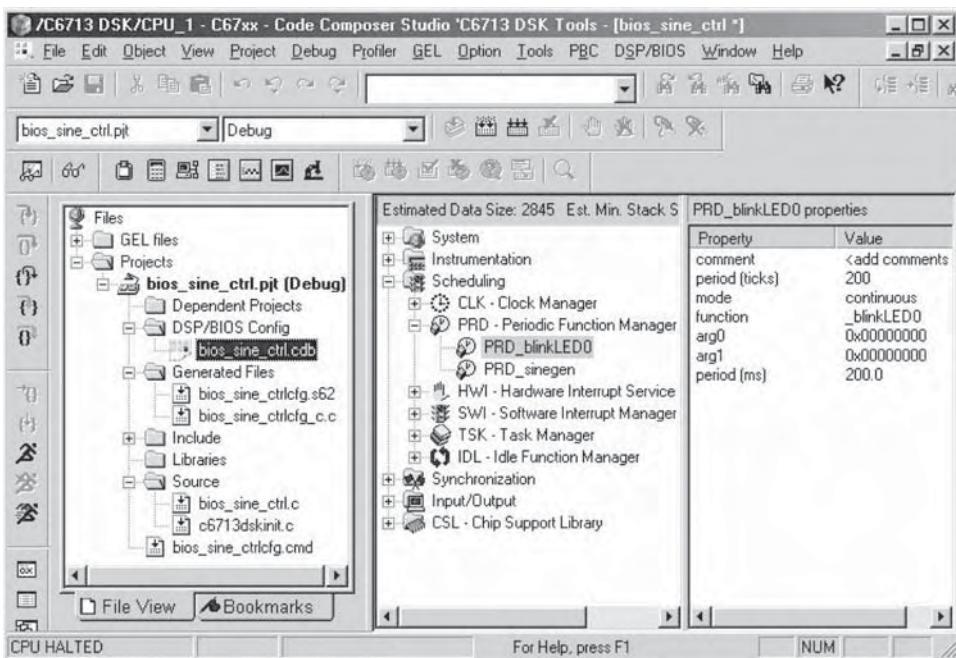 /C6713 DSK/CPU_1 - C67xx - Code Composer Studio 'C6713 DSK Tools - [bios_sine_ctrl *]
File Edit Object View Project Debug Profiler GEL Option Tools PBC DSP/BIOS Window Help
bios_sine_ctrl.pjt Debug
Files
GEL files
Projects
bios_sine_ctrl.pjt (Debug)
Dependent Projects
DSP/BIOS Config
bios_sine_ctrl.cdb
Generated Files
bios_sine_ctrlcfg.s62
bios_sine_ctrlcfg_c.c
Include
Libraries
Source
bios_sine_ctrl.c
c6713dskinit.c
bios_sine_ctrlcfg.cmd
File View Bookmarks
Estimated Data Size: 2845 Est. Min. Stack S
System
Instrumentation
Scheduling
CLK - Clock Manager
PRD - Periodic Function Manager
PRD_blinkLED0
PRD_sinegen
HWI - Hardware Interrupt Service
SWI - Software Interrupt Manager
TSK - Task Manager
IDL - Idle Function Manager
Synchronization
Input/Output
CSL - Chip Support Library
PRD_blinkLED0 properties
Property Value
comment <add comments
period (ticks) 200
mode continuous
function _blinkLED0
arg0 0x00000000
arg1 0x00000000
period (ms) 200.0
CPU HALTED For Help, press F1 NUM